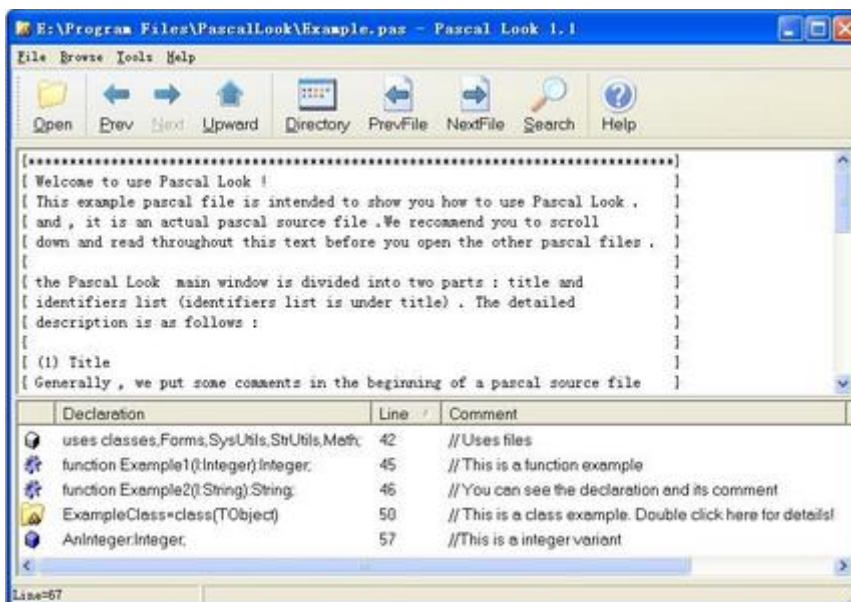 E:\Program Files\PascalLook\Example.pas - Pascal Look 1.1
File Browse Tools Help
Open Prev Next Upward Directory PrevFile NextFile Search Help
{******************************************************************************}
{ Welcome to use Pascal Look ! }
{ This example pascal file is intended to show you how to use Pascal Look . }
{ and , it is an actual pascal source file .We recommend you to scroll }
{ down and read throughout this text before you open the other pascal files . }
{ }
{ the Pascal Look main window is divided into two parts : title and }
{ identifiers list (identifiers list is under title) . The detailed }
{ description is as follows : }
{ }
{ (1) Title }
{ Generally , we put some comments in the beginning of a pascal source file }
Declaration Line Comment
uses classes,Forms,SysUtils,StrUtils,Math; 42 // Uses files
function Example1(I:Integer):Integer; 45 // This is a function example
function Example2(I:String):String; 46 // You can see the declaration and its comment
ExampleClass=class(TObject) 50 // This is a class example. Double click here for details!
AnInteger:Integer; 57 //This is a integer variant
Line=67